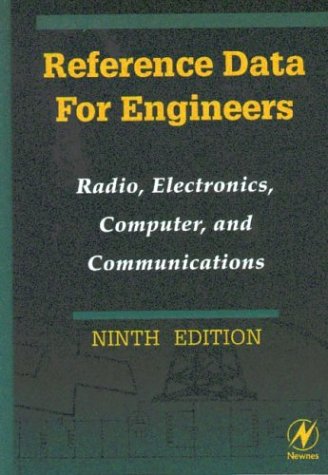 Reference Data
For Engineers
Radio, Electronics,
Computer, and
Communications
NINTH EDITION
Newnes